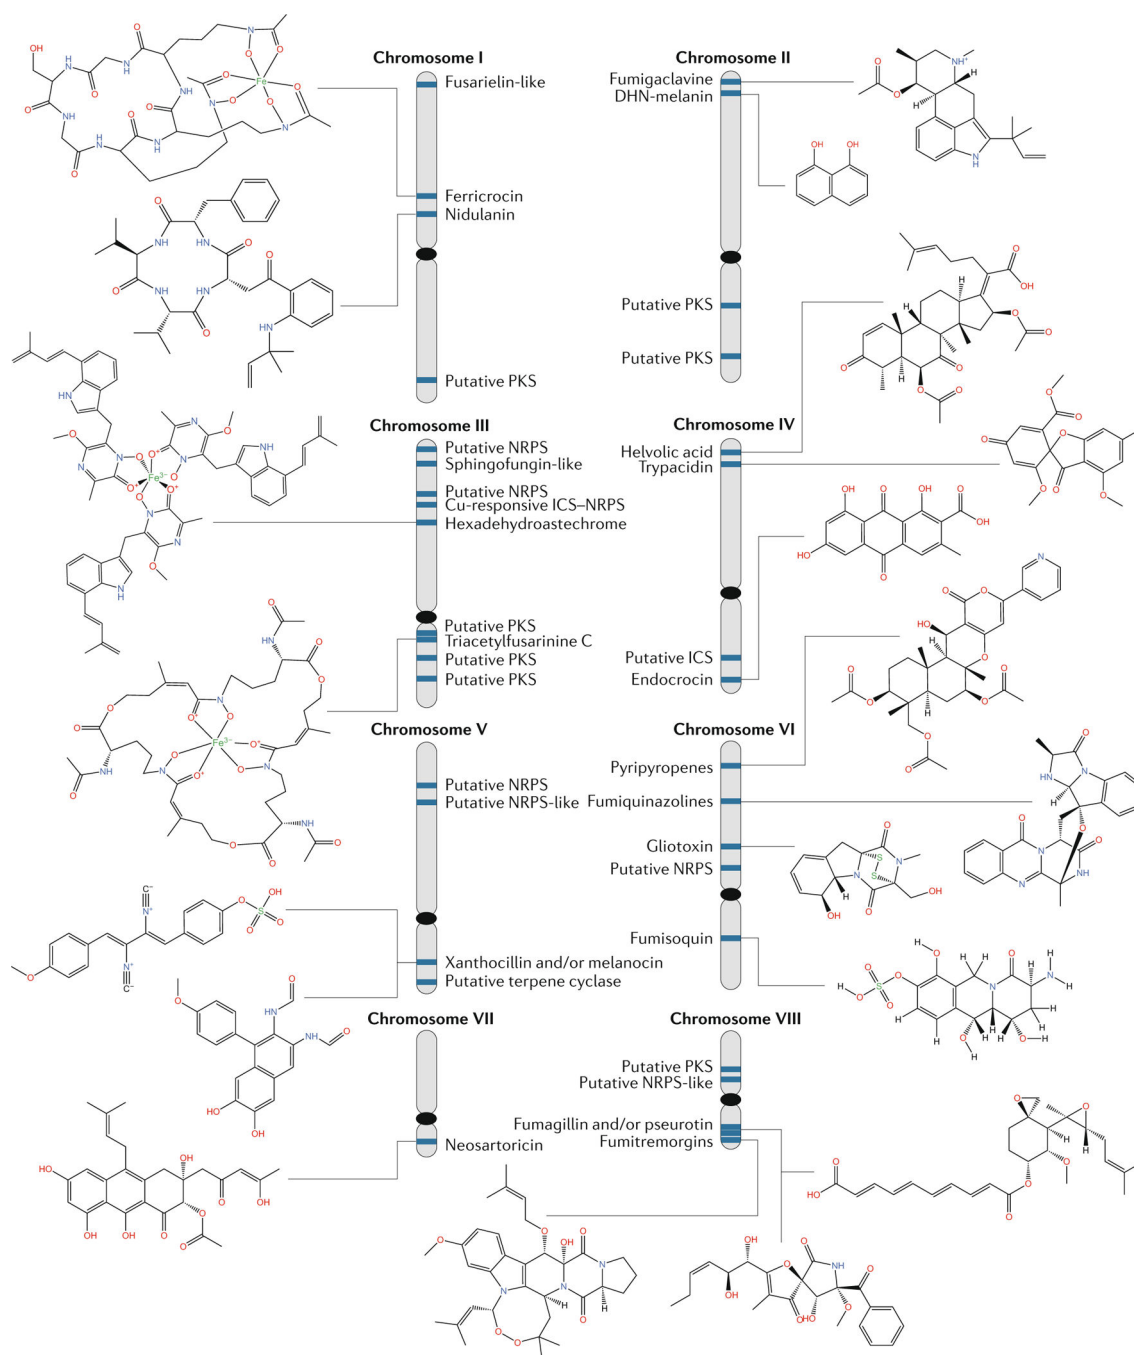 Chromosome I
Fusarielin-like
Ferricrocin
Nidulanin
Putative PKS
Chromosome II
Fumigaclavine
DHN-melanin
Putative PKS
Putative PKS
Chromosome III
Putative NRPS
Sphingofungin-like
Putative NRPS
Cu-responsive ICS–NRPS
Hexadehydroastechrome
Putative PKS
Triacetylfusarinine C
Putative PKS
Putative PKS
Chromosome IV
Helvolic acid
Trypacidin
Putative ICS
Endocrocin
Chromosome V
Putative NRPS
Putative NRPS-like
Xanthocillin and/or melanocin
Putative terpene cyclase
Chromosome VI
Pyripyropenes
Fumiquinazolines
Gliotoxin
Putative NRPS
Fumisoquin
Chromosome VII
Neosartoricin
Chromosome VIII
Putative PKS
Putative NRPS-like
Fumagillin and/or pseurotin
Fumitremorgins